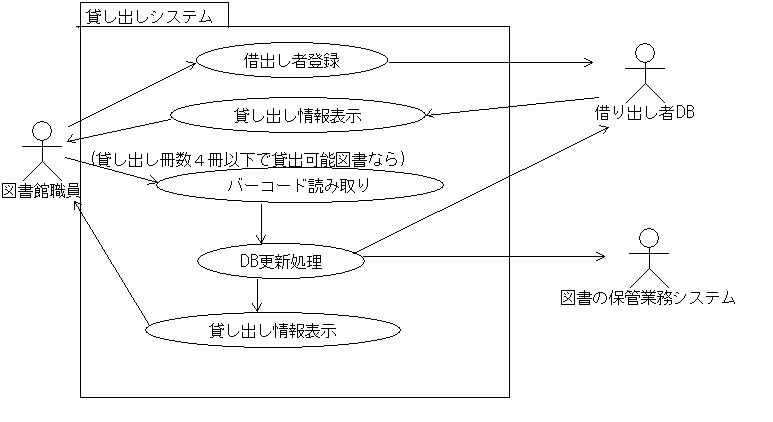 貸し出しシステム
借出し者登録
借り出し者DB
貸し出し情報表示
図書館職員
(貸し出し冊数４冊以下で貸出可能図書なら)
バーコード読み取り
DB更新処理
図書の保管業務システム
貸し出し情報表示